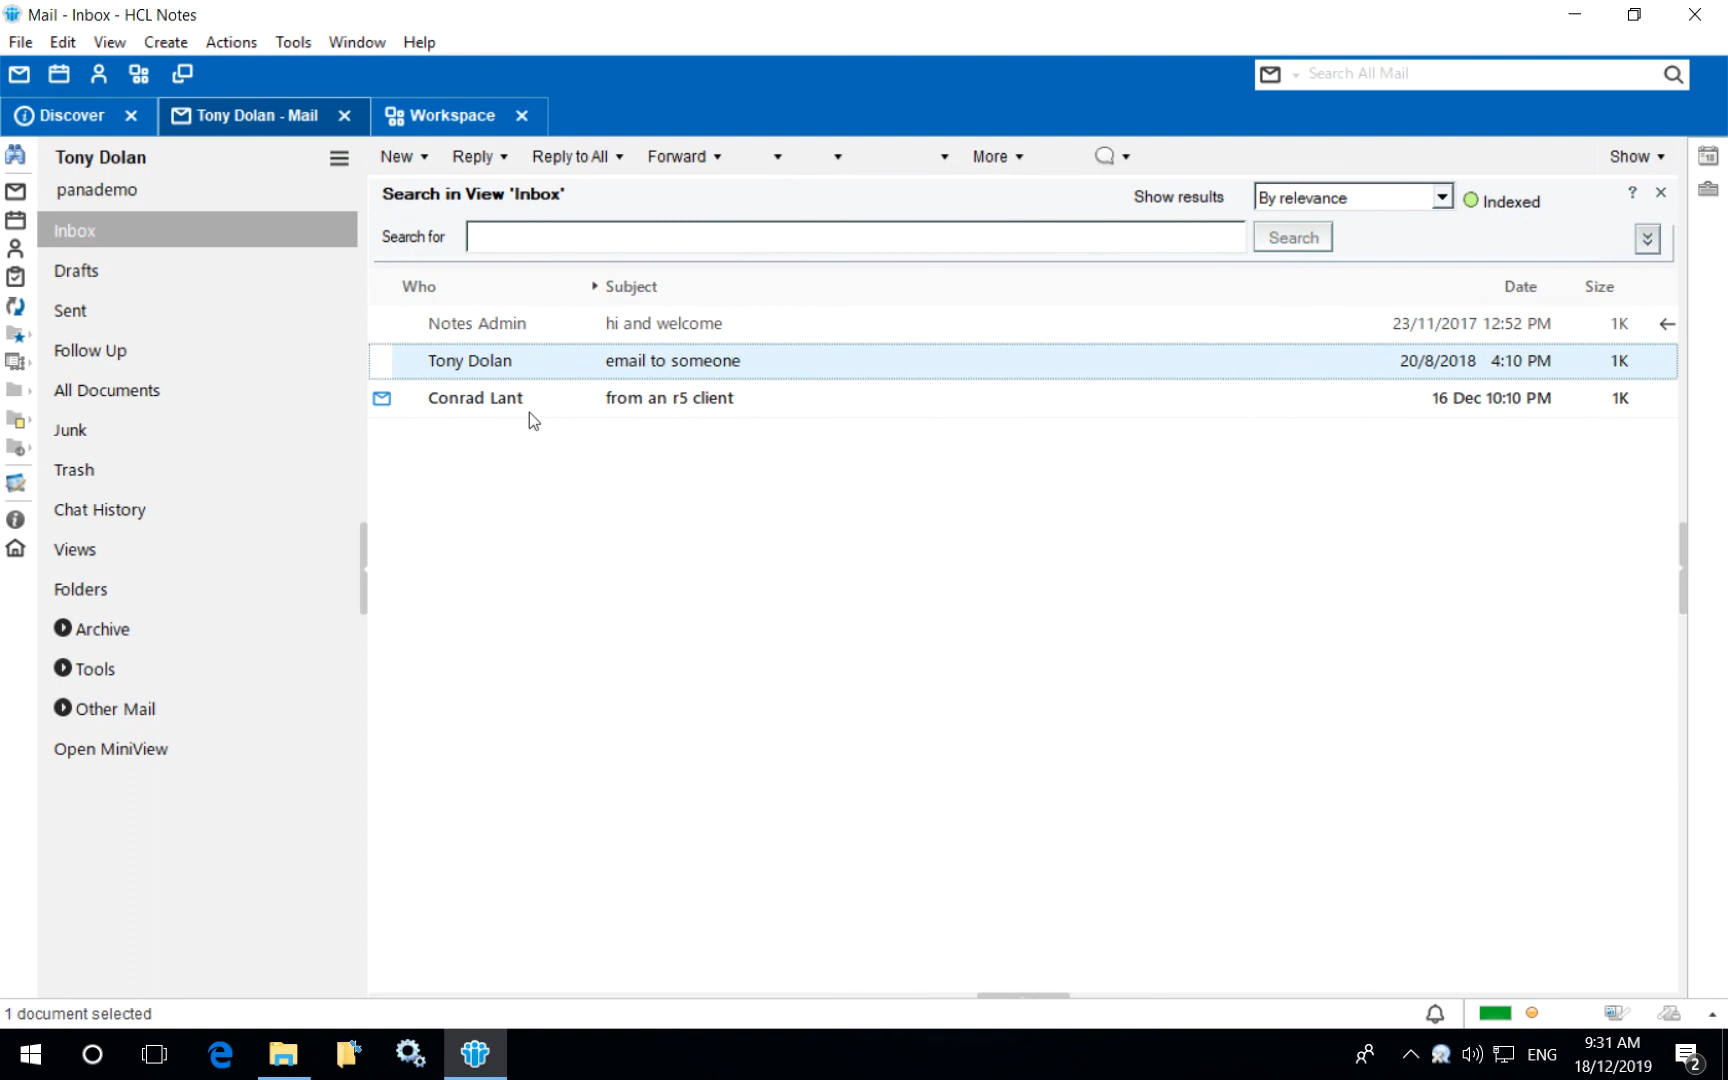 Mail - Inbox - HCL Notes
File Edit View Create Actions Tools Window Help
Search All Mail
Discover Tony Dolan - Mail Workspace
Tony Dolan
panademo
New Reply Reply to All Forward More Show
Search in View 'Inbox' Show results By relevance Indexed ?
Search for Search
Inbox
Drafts
Sent
Follow Up
All Documents
Junk
Trash
Chat History
Views
Folders
Archive
Tools
Other Mail
Open MiniView
Who Subject Date Size
Notes Admin hi and welcome 23/11/2017 12:52 PM 1K
Tony Dolan email to someone 20/8/2018 4:10 PM 1K
Conrad Lant from an r5 client 16 Dec 10:10 PM 1K
1 document selected
ENG
9:31 AM
18/12/2019
2